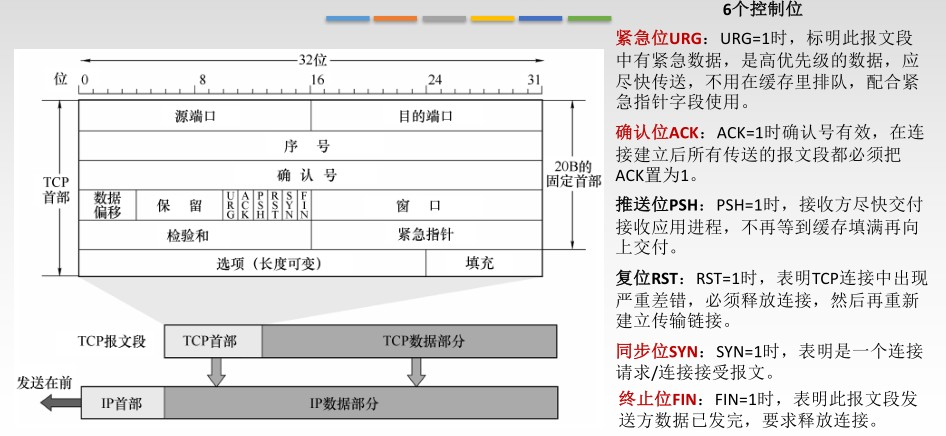 32位
位 0 8 16 24 31
源端口 目的端口
序 号
确 认 号
数据偏移 保 留 URG ACK PSH RST SYN FIN 窗 口
检验和 紧急指针
选项（长度可变） 填充
TCP首部
20B的
固定首部
TCP报文段 TCP首部 TCP数据部分
发送在前
IP首部 IP数据部分
6个控制位
紧急位URG：URG=1时，标明此报文段
中有紧急数据，是高优先级的数据，应
尽快传送，不用在缓存里排队，配合紧
急指针字段使用。
确认位ACK：ACK=1时确认号有效，在连
接建立后所有传送的报文段都必须把
ACK置为1。
推送位PSH：PSH=1时，接收方尽快交付
接收应用进程，不再等到缓存填满再向
上交付。
复位RST：RST=1时，表明TCP连接中出现
严重差错，必须释放连接，然后再重新
建立传输链接。
同步位SYN：SYN=1时，表明是一个连接
请求/连接接受报文。
终止位FIN：FIN=1时，表明此报文段发
送方数据已发完，要求释放连接。